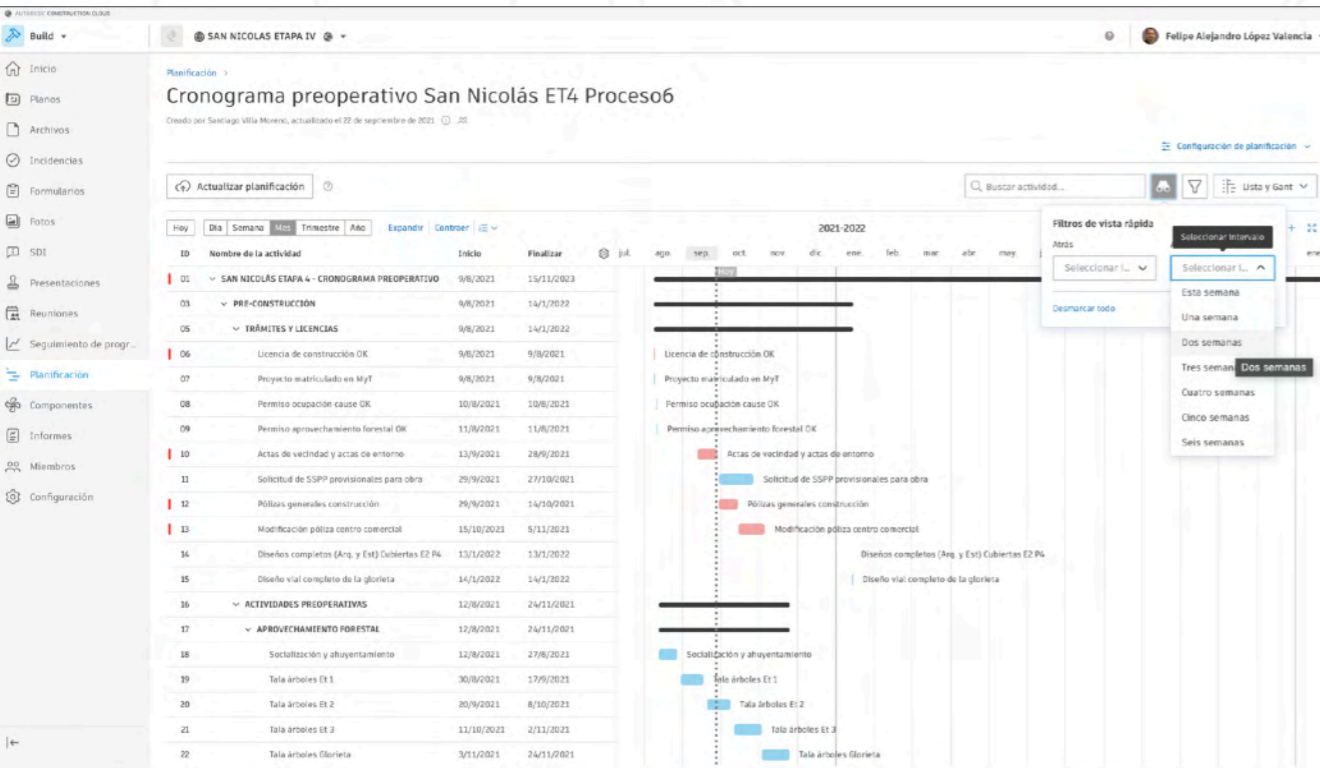 AUTODESK CONSTRUCTION CLOUD
Build
SAN NICOLAS ETAPA IV
Felipe Alejandro López Valencia
Inicio
Planos
Archivos
Incidencias
Formularios
Fotos
SDI
Presentaciones
Reuniones
Seguimiento de progr...
Planificación
Componentes
Informes
Miembros
Configuración
Planificación >
Cronograma preoperativo San Nicolás ET4 Proceso6
Creado por Santiago Villa Moreno, actualizado el 22 de septiembre de 2021
Configuración de planificación
Actualizar planificación
Buscar actividad...
Lista y Gant
Hoy Día Semana Mes Trimestre Año Expandir Contraer
2021-2022
ID Nombre de la actividad Inicio Finalizar jul. ago. sep. oct. nov. dic. ene. feb. mar. abr. may. ene
Hoy
Filtros de vista rápida
Seleccionar intervalo
Atrás
Seleccionar i... Seleccionar i...
Desmarcar todo
Esta semana
Una semana
Dos semanas
Tres seman
Dos semanas
Cuatro semanas
Cinco semanas
Seis semanas
01 SAN NICOLÁS ETAPA 4 - CRONOGRAMA PREOPERATIVO 9/8/2021 15/11/2023
03 PRE-CONSTRUCCIÓN 9/8/2021 14/1/2022
05 TRÁMITES Y LICENCIAS 9/8/2021 14/1/2022
06 Licencia de construcción OK 9/8/2021 9/8/2021 Licencia de construcción OK
07 Proyecto matriculado en MyT 9/8/2021 9/8/2021 Proyecto matriculado en MyT
08 Permiso ocupación cause OK 10/8/2021 10/8/2021 Permiso ocupación cause OK
09 Permiso aprovechamiento forestal OK 11/8/2021 11/8/2021 Permiso aprovechamiento forestal OK
10 Actas de vecindad y actas de entorno 13/9/2021 28/9/2021 Actas de vecindad y actas de entorno
11 Solicitud de SSPP provisionales para obra 29/9/2021 27/10/2021 Solicitud de SSPP provisionales para obra
12 Pólizas generales construcción 29/9/2021 14/10/2021 Pólizas generales construcción
13 Modificación póliza centro comercial 15/10/2021 5/11/2021 Modificación póliza centro comercial
14 Diseños completos (Arq. y Est) Cubiertas E2 P4 13/1/2022 13/1/2022 Diseños completos (Arq. y Est) Cubiertas E2 P4
15 Diseño vial completo de la glorieta 14/1/2022 14/1/2022 Diseño vial completo de la glorieta
16 ACTIVIDADES PREOPERATIVAS 12/8/2021 24/11/2021
17 APROVECHAMIENTO FORESTAL 12/8/2021 24/11/2021
18 Socialización y ahuyentamiento 12/8/2021 27/8/2021 Socialización y ahuyentamiento
19 Tala árboles Et 1 30/8/2021 17/9/2021 Tala árboles Et 1
20 Tala árboles Et 2 20/9/2021 8/10/2021 Tala árboles Et 2
21 Tala árboles Et 3 11/10/2021 2/11/2021 Tala árboles Et 3
22 Tala árboles Glorieta 3/11/2021 24/11/2021 Tala árboles Glorieta